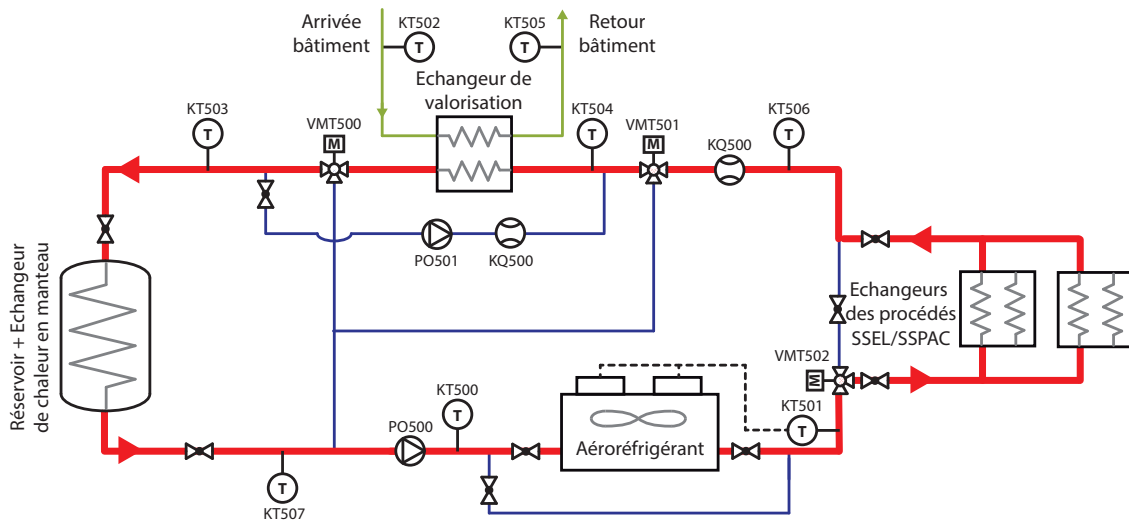 Arrivée
bâtiment
KT502
T
KT505
T
Retour
bâtiment
Echangeur de
valorisation
KT503
T
VMT500
M
KT504
T
VMT501
M
KQ500
KT506
T
PO501
KQ500
Réservoir + Echangeur
de chaleur en manteau
Echangeurs
des procédés
SSEL/SSPAC
VMT502
M
KT500
T
KT501
T
PO500
Aéroréfrigérant
T
KT507